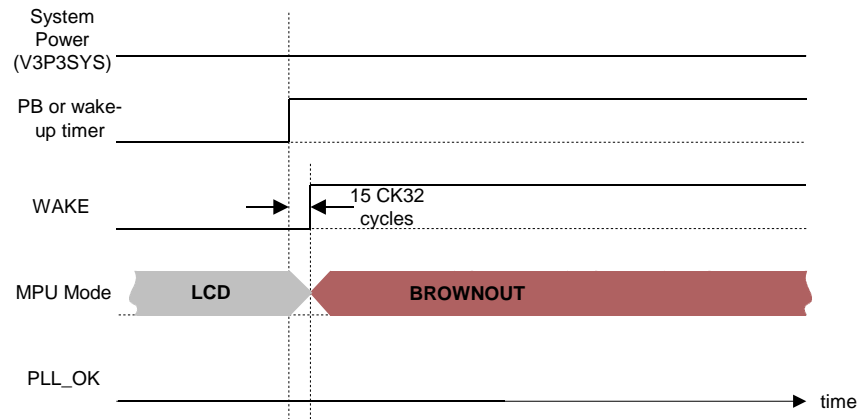 System
Power
(V3P3SYS)
PB or wake-
up timer
WAKE
15 CK32
cycles
MPU Mode
LCD
BROWNOUT
PLL_OK
time